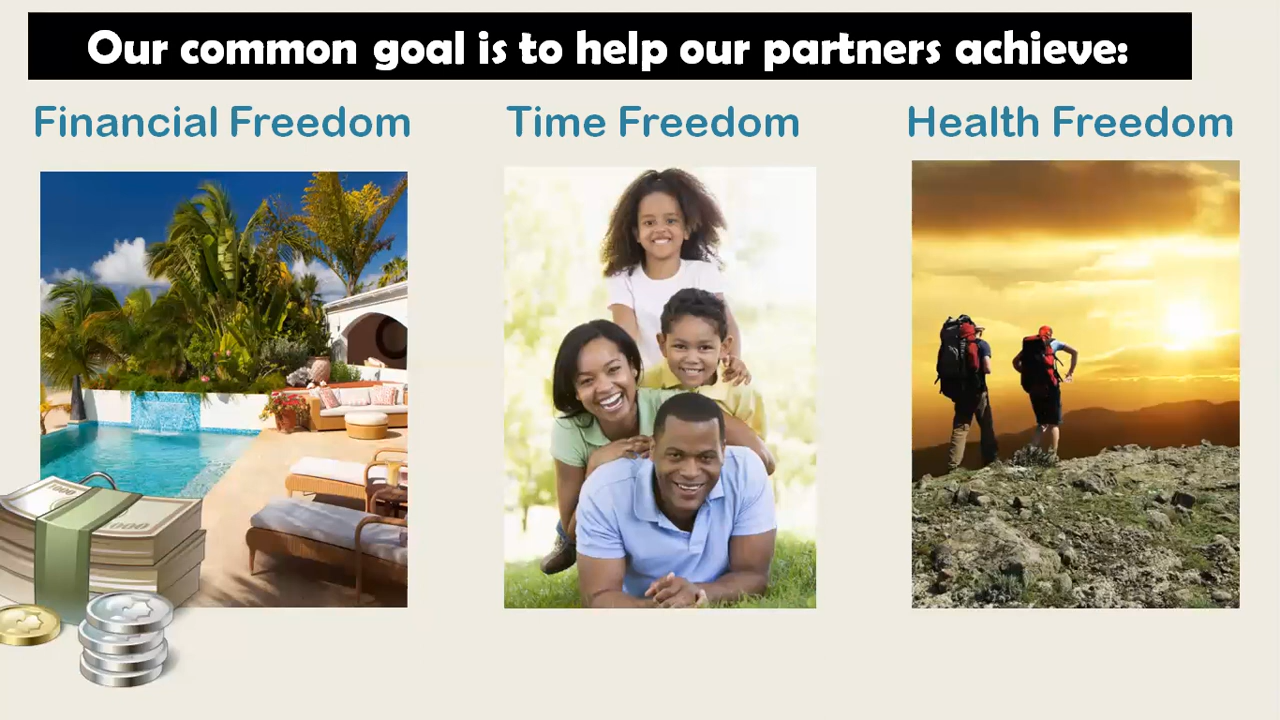 Our common goal is to help our partners achieve:
Financial Freedom
Time Freedom
Health Freedom